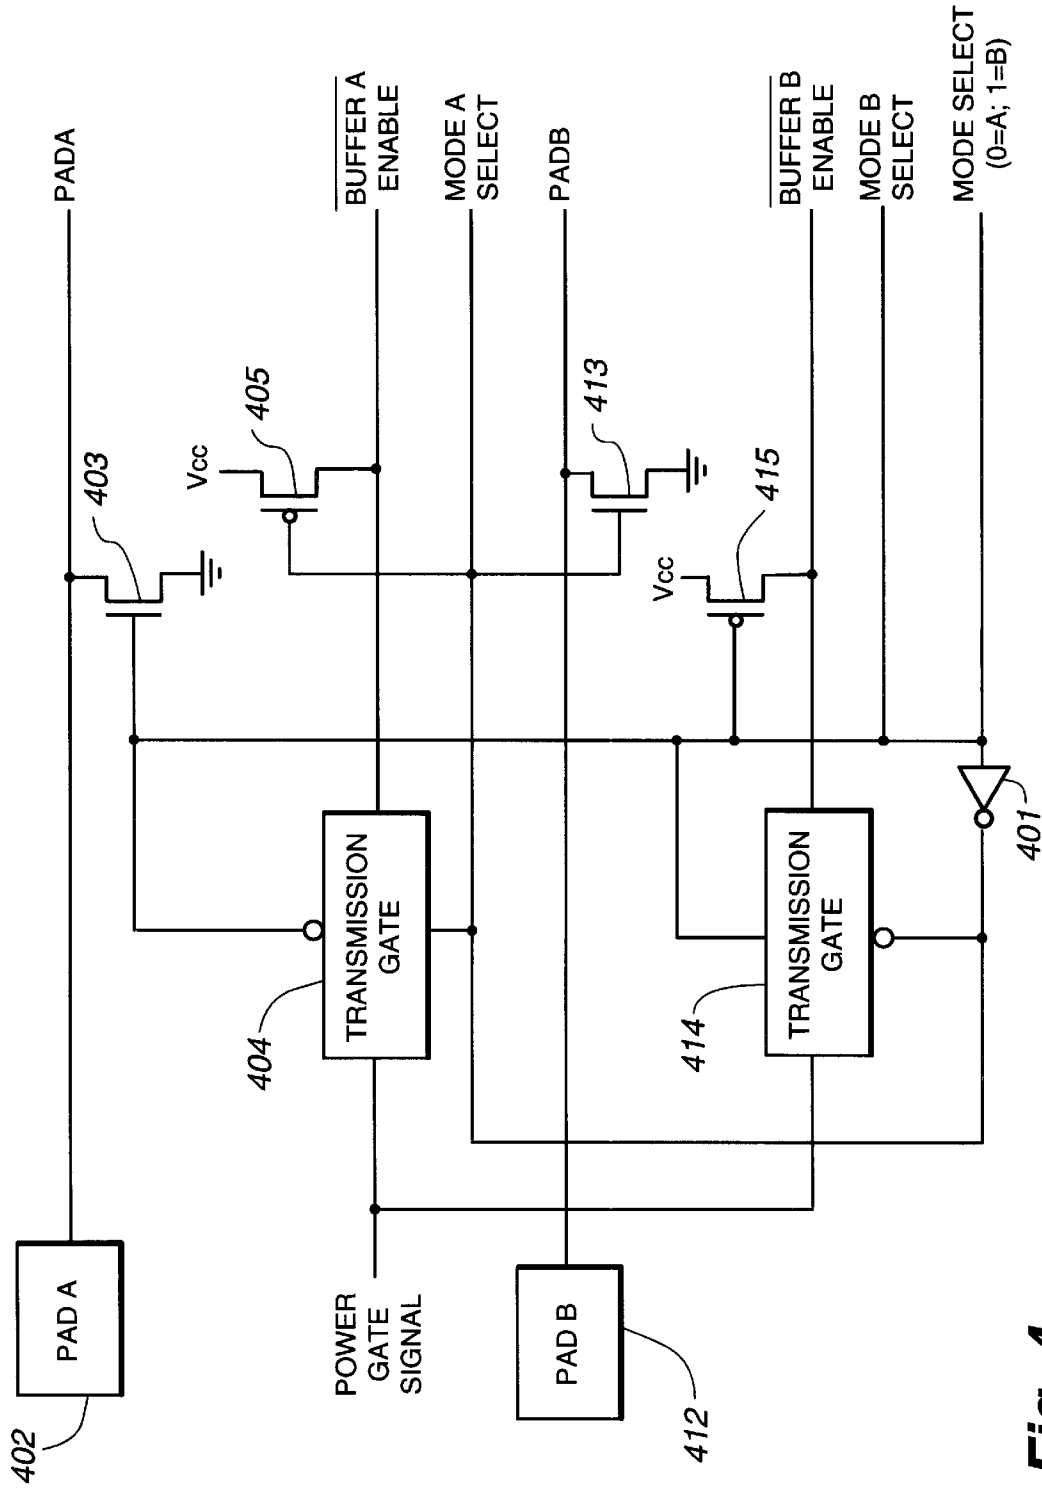 PADA
BUFFER A
ENABLE
MODE A
SELECT
PADB
BUFFER B
ENABLE
MODE B
SELECT
MODE SELECT
(0=A; 1=B)
403
Vcc
405
413
Vcc
415
TRANSMISSION
GATE
404
TRANSMISSION
GATE
414
401
PAD A
402
POWER
GATE
SIGNAL
PAD B
412